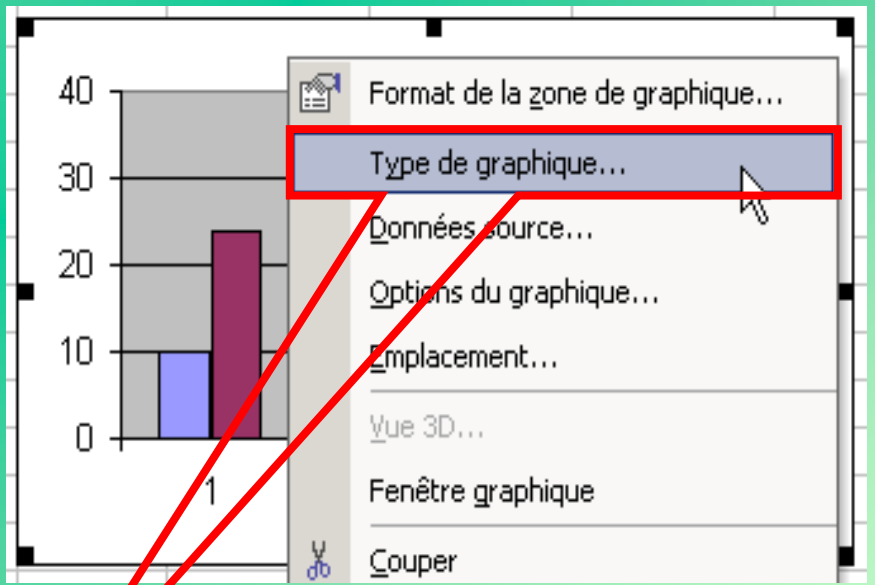 40
30
20
10
0
1
Format de la zone de graphique...
Type de graphique...
Données source...
Options du graphique...
Emplacement...
Vue 3D...
Fenêtre graphique
Couper